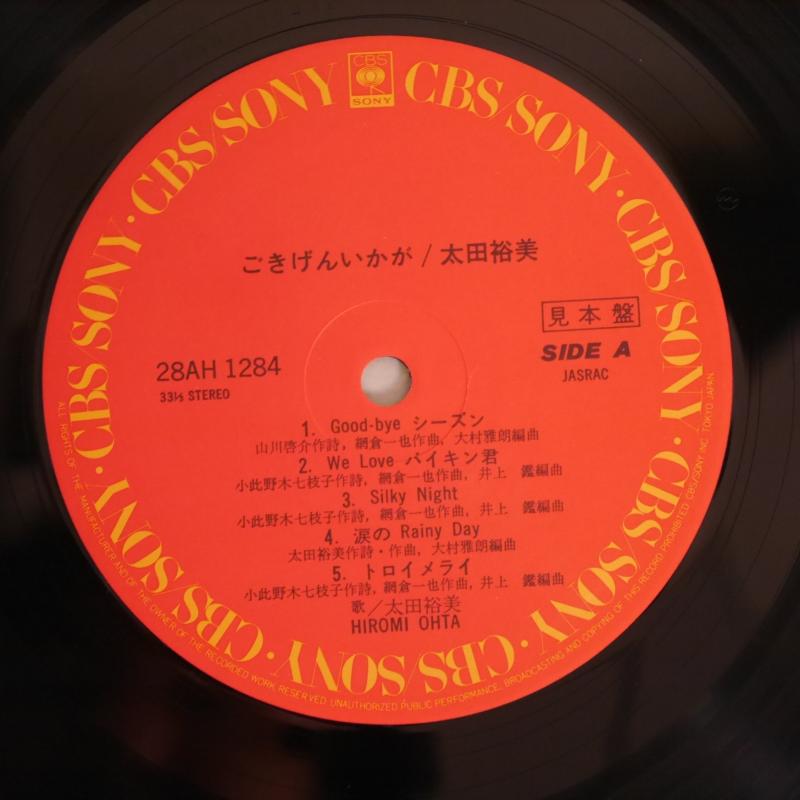 CBS
SONY
CBS/SONY · CBS/SONY · CBS/SONY · CBS/SONY · CBS/SONY · CBS/SONY · CBS/SONY · CBS/SONY
ごきげんいかが / 太田裕美
見本盤
28AH 1284
SIDE A
33⅓ STEREO
JASRAC
1. Good-bye シーズン
山川啓介作詩, 網倉一也作曲, 大村雅朗編曲
2. We Love バイキン君
小此野木七枝子作詩, 網倉一也作曲, 井上 鑑編曲
3. Silky Night
小此野木七枝子作詩, 網倉一也作曲, 井上 鑑編曲
4. 涙の Rainy Day
太田裕美作詩・作曲, 大村雅朗編曲
5. トロイメライ
小此野木七枝子作詩, 網倉一也作曲, 井上 鑑編曲
歌/太田裕美
HIROMI OHTA
ALL RIGHTS OF THE MANUFACTURER AND OF THE OWNER OF THE RECORDED WORK RESERVED UNAUTHORIZED PUBLIC PERFORMANCE, BROADCASTING AND COPYING OF THIS RECORD PROHIBITED CBS/SONY INC. TOKYO JAPAN